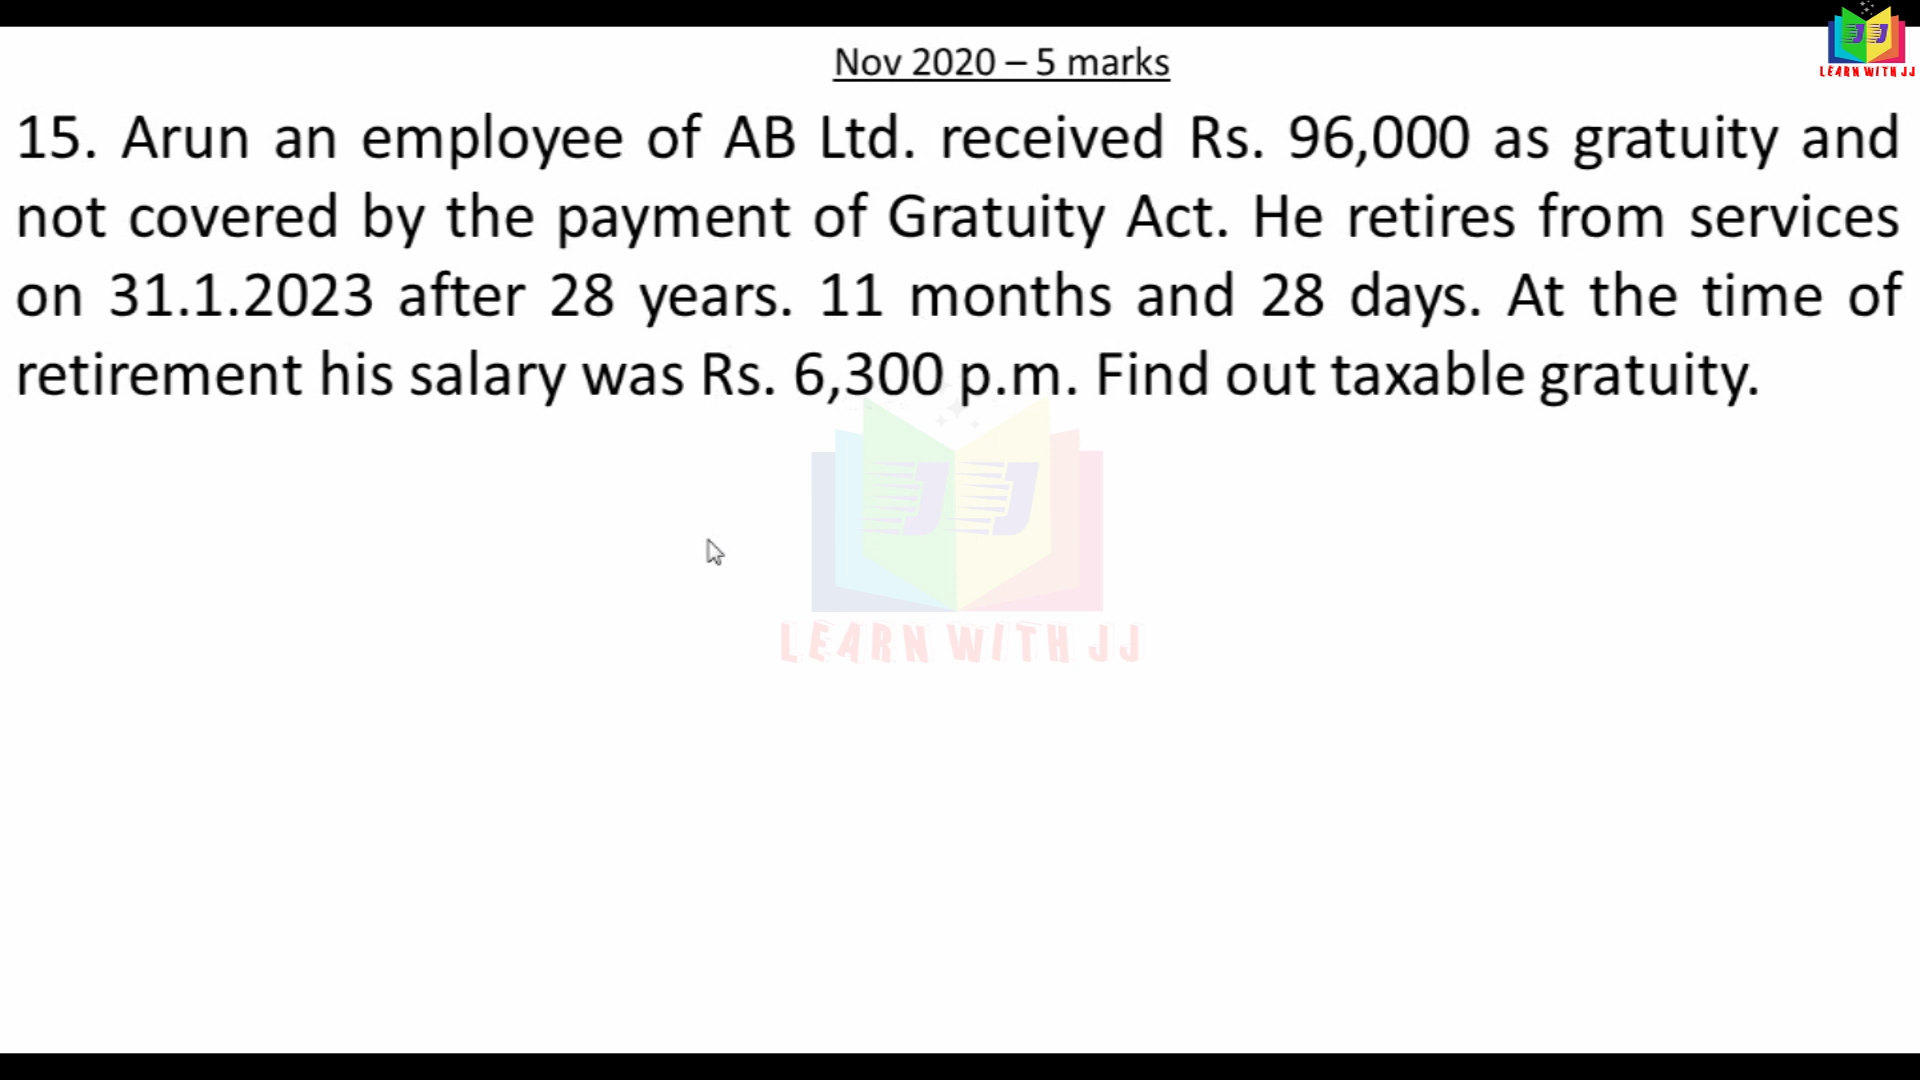 Nov 2020 – 5 marks
LEARN WITH JJ
15. Arun an employee of AB Ltd. received Rs. 96,000 as gratuity and
not covered by the payment of Gratuity Act. He retires from services
on 31.1.2023 after 28 years. 11 months and 28 days. At the time of
retirement his salary was Rs. 6,300 p.m. Find out taxable gratuity.
JJ
LEARN WITH JJ